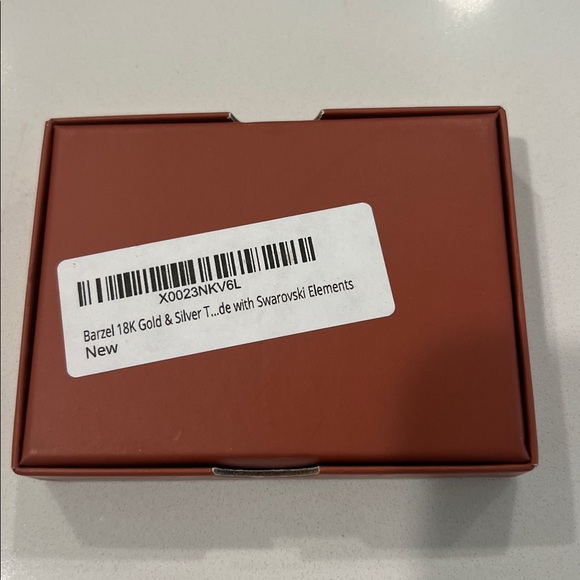 X0023NKV6L
Barzel 18K Gold & Silver T...de with Swarovski Elements
New